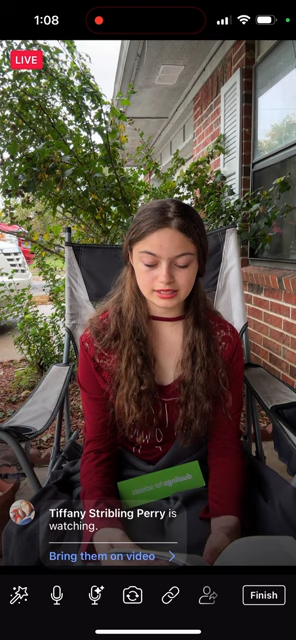 1:08
LIVE
Tiffany Stribling Perry is
watching.
Bring them on video
Finish